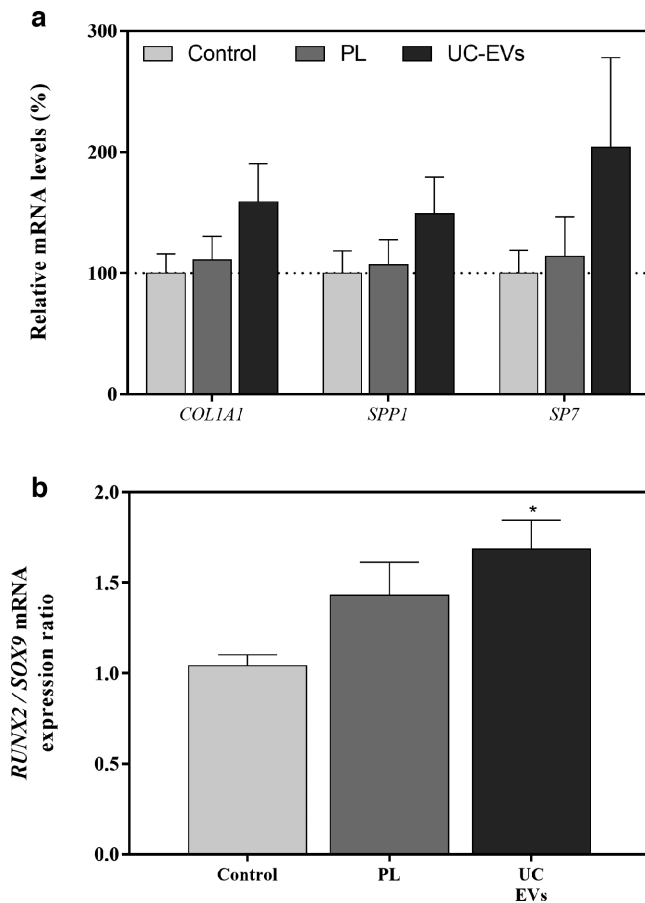 a
Relative mRNA levels (%)
300
200
100
0
Control PL UC-EVs
COL1A1 SPP1 SP7
b
RUNX2 / SOX9 mRNA
expression ratio
2.0
1.5
1.0
0.5
0.0
*
Control PL UC
EVs